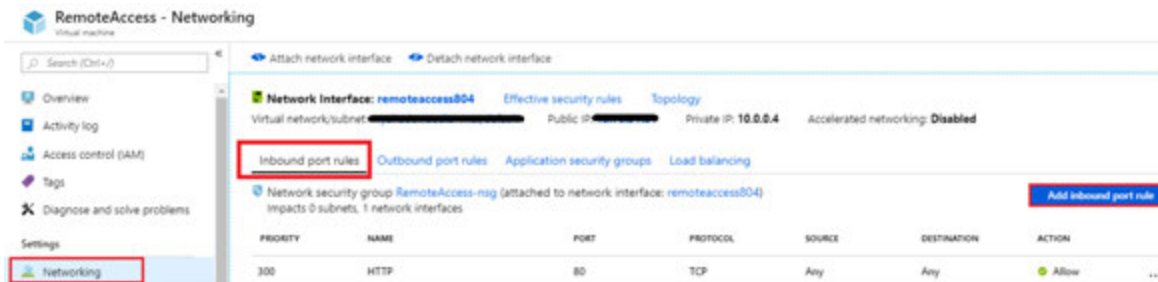 RemoteAccess - Networking
Virtual machine
Search (Ctrl+/)
«
Attach network interface Detach network interface
Overview
Activity log
Access control (IAM)
Tags
Diagnose and solve problems
Settings
Networking
Network Interface: remoteaccess804 Effective security rules Topology
Virtual network/subnet: Public IP: Private IP: 10.0.0.4 Accelerated networking: Disabled
Inbound port rules Outbound port rules Application security groups Load balancing
Network security group RemoteAccess-nsg (attached to network interface: remoteaccess804)
Impacts 0 subnets, 1 network interfaces
Add inbound port rule
PRIORITY NAME PORT PROTOCOL SOURCE DESTINATION ACTION
300 HTTP 80 TCP Any Any Allow ...